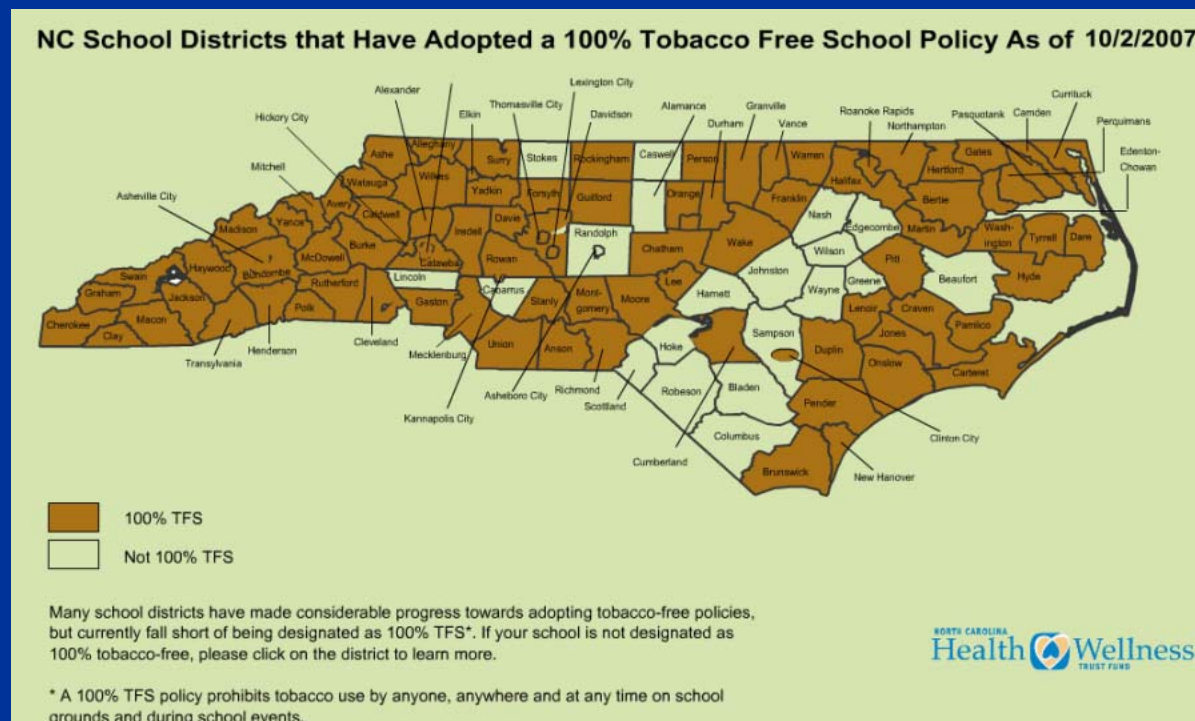 NC School Districts that Have Adopted a 100% Tobacco Free School Policy As of 10/2/2007
Lexington City
Alexander
Thomasville City
Alamance
Granville
Currituck
Hickory City
Elkin
Davidson
Durham
Vance
Roanoke Rapids
Northampton
Pasquotank
Camden
Perquimans
Mitchell
Edenton-
Chowan
Asheville City
Alleghany
Ashe
Surry
Stokes
Rockingham
Caswell
Person
Warren
Gates
Hertford
Halifax
Watauga
Wilkes
Yadkin
Forsyth
Guilford
Orange
Franklin
Bertie
Avery
Caldwell
Iredell
Davie
Nash
Edgecombe
Martin
Wash-
ington
Tyrrell
Dare
Madison
Yancey
Burke
McDowell
Catawba
Rowan
Randolph
Chatham
Wake
Wilson
Pitt
Beaufort
Hyde
Swain
Haywood
Buncombe
Rutherford
Lincoln
Cabarrus
Johnston
Wayne
Greene
Graham
Jackson
Polk
Gaston
Stanly
Mont-
gomery
Moore
Lee
Harnett
Lenoir
Craven
Pamlico
Cherokee
Macon
Clay
Sampson
Jones
Union
Anson
Hoke
Duplin
Onslow
Carteret
Transylvania
Henderson
Cleveland
Mecklenburg
Richmond
Asheboro City
Scottland
Robeson
Bladen
Pender
Kannapolis City
Columbus
Clinton City
Cumberland
Brunswick
New Hanover
100% TFS
Not 100% TFS
Many school districts have made considerable progress towards adopting tobacco-free policies,
but currently fall short of being designated as 100% TFS*. If your school is not designated as
100% tobacco-free, please click on the district to learn more.
NORTH CAROLINA
Health Wellness
TRUST FUND
* A 100% TFS policy prohibits tobacco use by anyone, anywhere and at any time on school
grounds and during school events.